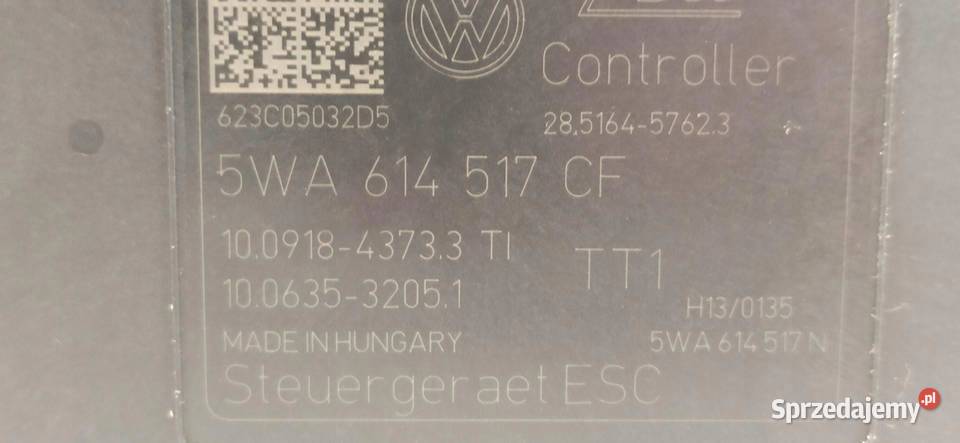 Controller
623C05032D5
28.5164-5762.3
5WA 614 517 CF
10.0918-4373.3 TI
TT1
10.0635-3205.1
H13/0135
MADE IN HUNGARY
5WA 614 517 N
Steuergeraet ESC
Sprzedajemy.pl